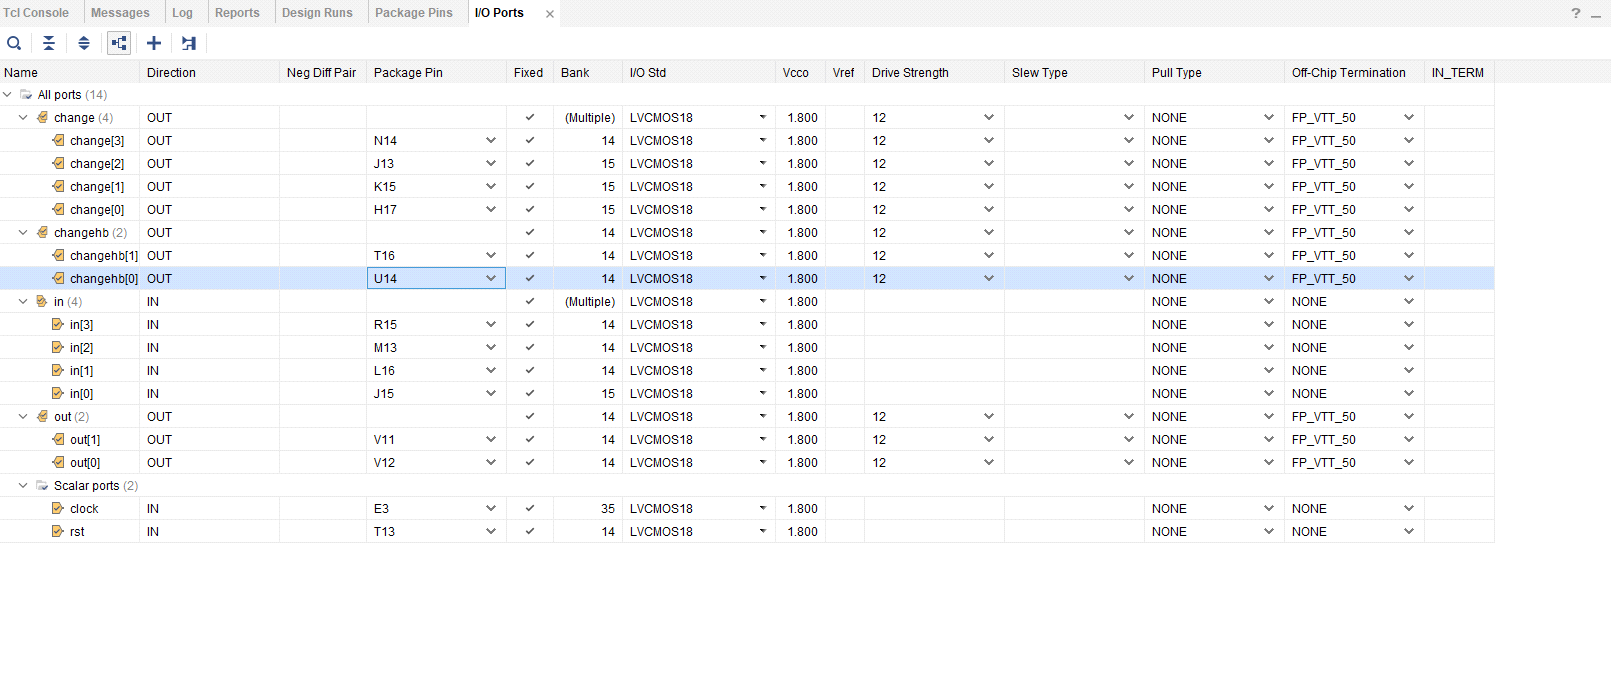 Tcl Console Messages Log Reports Design Runs Package Pins I/O Ports × ? _
Name Direction Neg Diff Pair Package Pin Fixed Bank I/O Std Vcco Vref Drive Strength Slew Type Pull Type Off-Chip Termination IN_TERM
All ports (14)
change (4) OUT (Multiple) LVCMOS18 1.800 12 NONE FP_VTT_50
change[3] OUT N14 14 LVCMOS18 1.800 12 NONE FP_VTT_50
change[2] OUT J13 15 LVCMOS18 1.800 12 NONE FP_VTT_50
change[1] OUT K15 15 LVCMOS18 1.800 12 NONE FP_VTT_50
change[0] OUT H17 15 LVCMOS18 1.800 12 NONE FP_VTT_50
changehb (2) OUT 14 LVCMOS18 1.800 12 NONE FP_VTT_50
changehb[1] OUT T16 14 LVCMOS18 1.800 12 NONE FP_VTT_50
changehb[0] OUT U14 14 LVCMOS18 1.800 12 NONE FP_VTT_50
in (4) IN (Multiple) LVCMOS18 1.800 NONE NONE
in[3] IN R15 14 LVCMOS18 1.800 NONE NONE
in[2] IN M13 14 LVCMOS18 1.800 NONE NONE
in[1] IN L16 14 LVCMOS18 1.800 NONE NONE
in[0] IN J15 15 LVCMOS18 1.800 NONE NONE
out (2) OUT 14 LVCMOS18 1.800 12 NONE FP_VTT_50
out[1] OUT V11 14 LVCMOS18 1.800 12 NONE FP_VTT_50
out[0] OUT V12 14 LVCMOS18 1.800 12 NONE FP_VTT_50
Scalar ports (2)
clock IN E3 35 LVCMOS18 1.800 NONE NONE
rst IN T13 14 LVCMOS18 1.800 NONE NONE